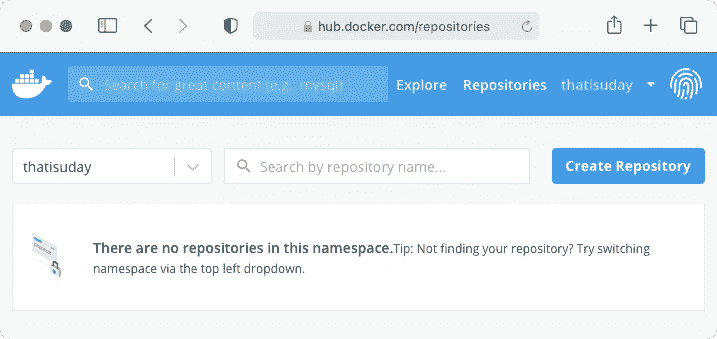 hub.docker.com/repositories
Search for great content (e.g., mysql)
Explore
Repositories
thatisuday
thatisuday
Search by repository name...
Create Repository
There are no repositories in this namespace.Tip: Not finding your repository? Try switching
namespace via the top left dropdown.